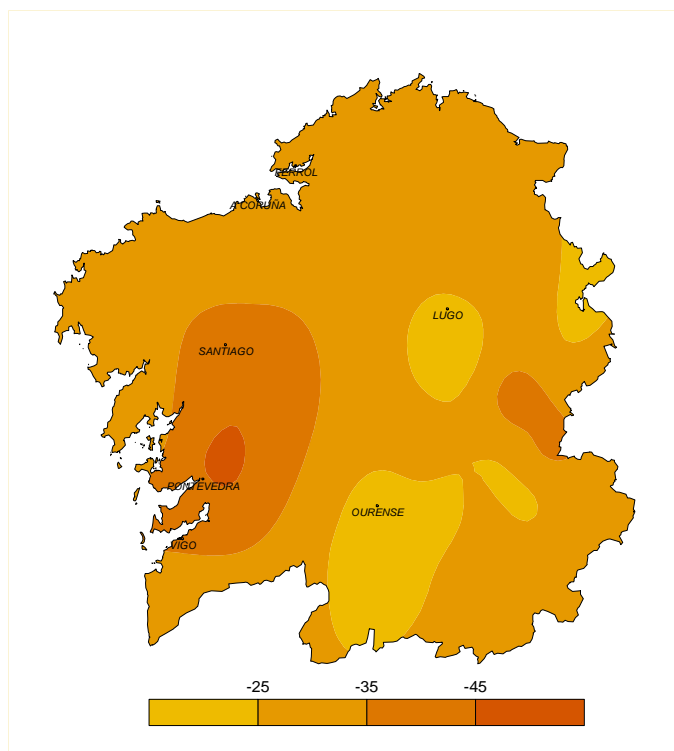 FERROL
A CORUÑA
LUGO
SANTIAGO
PONTEVEDRA
OURENSE
VIGO
-25 -35 -45